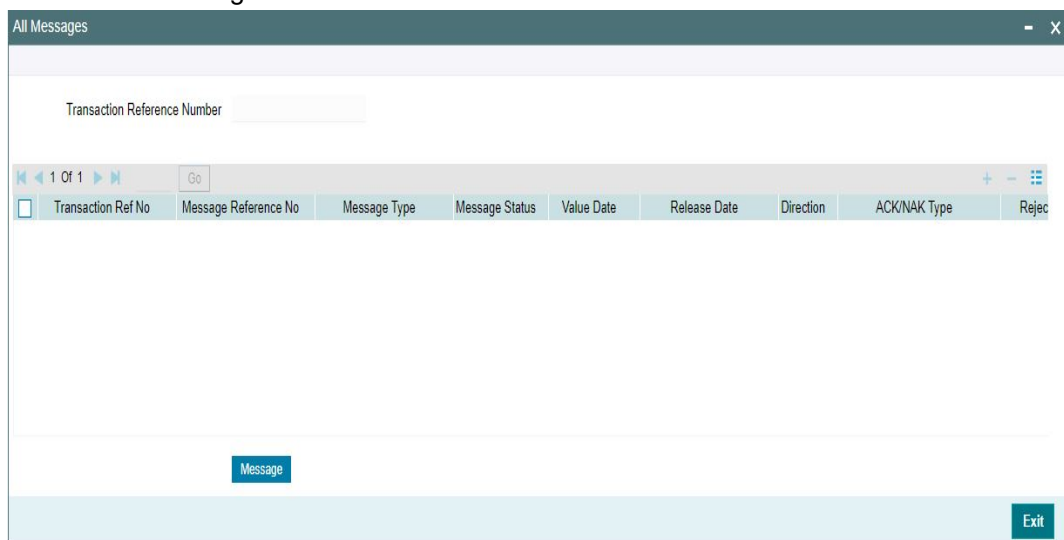 All Messages - X
Transaction Reference Number
1 Of 1 Go + -
Transaction Ref No Message Reference No Message Type Message Status Value Date Release Date Direction ACK/NAK Type Rejec
Message
Exit